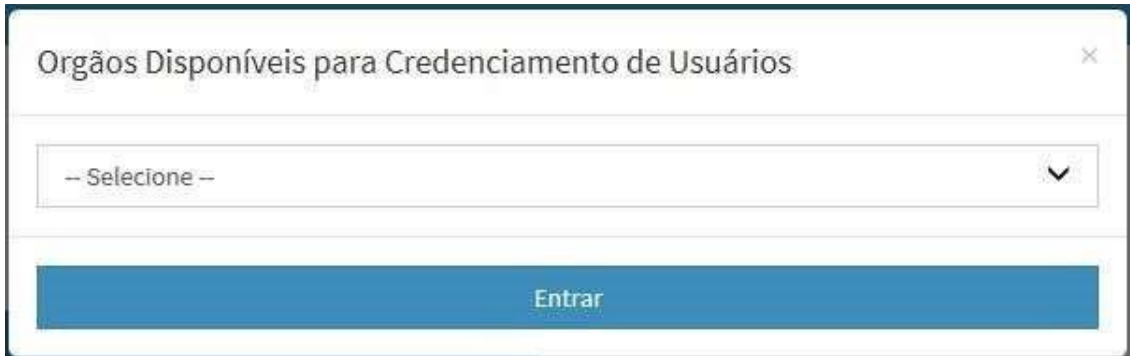 Orgãos Disponíveis para Credenciamento de Usuários
-- Selecione --
Entrar